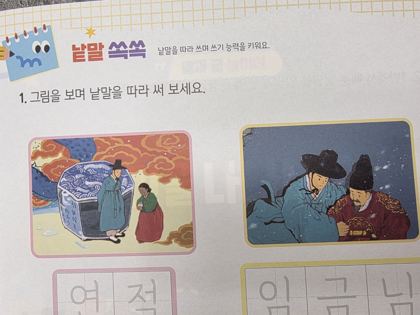 낱말 쏙쏙 낱말을 따라 쓰며 쓰기 능력을 키워요.
1. 그림을 보며 낱말을 따라 써 보세요.
연적 임금님